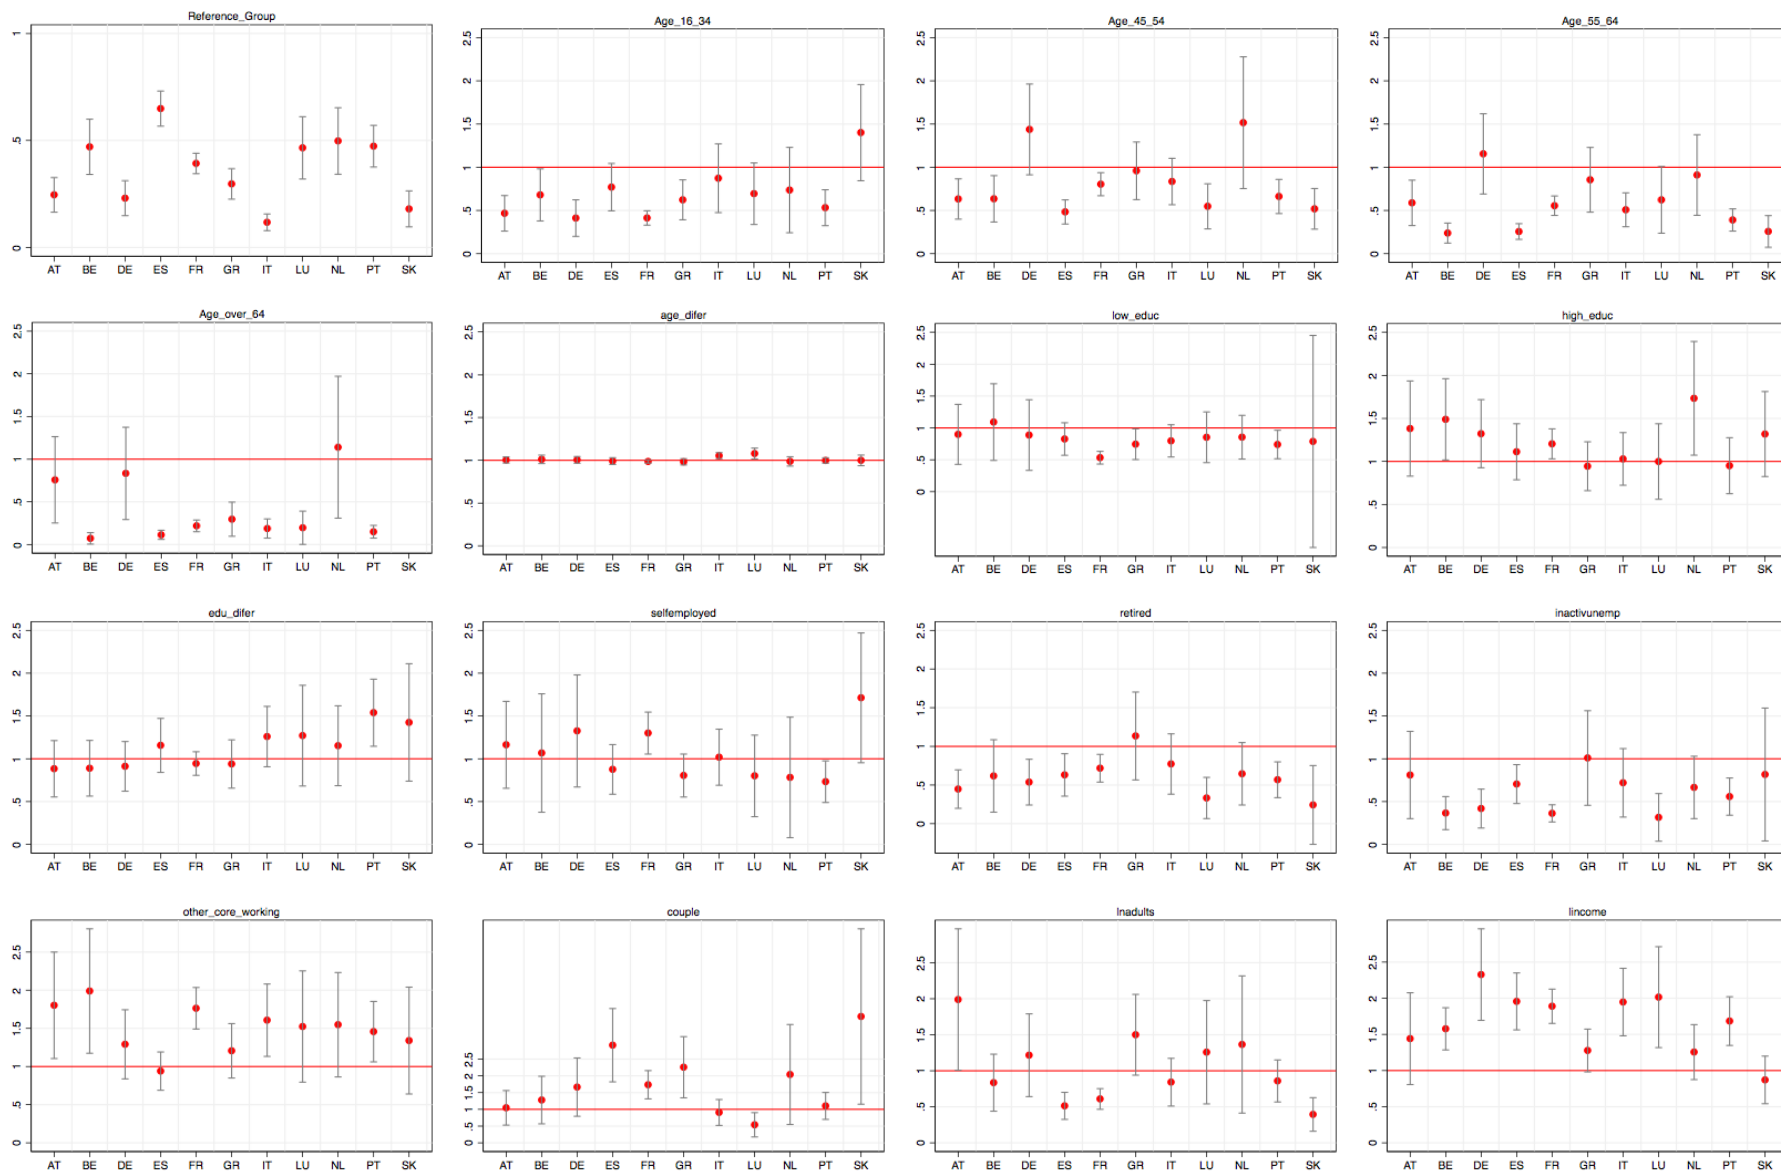 Reference_Group
1
.5
0
AT BE DE ES FR GR IT LU NL PT SK
Age_16_34
2.5
2
1.5
1
.5
0
AT BE DE ES FR GR IT LU NL PT SK
Age_45_54
2.5
2
1.5
1
.5
0
AT BE DE ES FR GR IT LU NL PT SK
Age_55_64
2.5
2
1.5
1
.5
0
AT BE DE ES FR GR IT LU NL PT SK
Age_over_64
2.5
2
1.5
1
.5
0
AT BE DE ES FR GR IT LU NL PT SK
age_difer
2.5
2
1.5
1
.5
0
AT BE DE ES FR GR IT LU NL PT SK
low_educ
2.5
2
1.5
1
.5
0
AT BE DE ES FR GR IT LU NL PT SK
high_educ
2.5
2
1.5
1
.5
0
AT BE DE ES FR GR IT LU NL PT SK
edu_difer
2.5
2
1.5
1
.5
0
AT BE DE ES FR GR IT LU NL PT SK
selfemployed
2.5
2
1.5
1
.5
0
AT BE DE ES FR GR IT LU NL PT SK
retired
2.5
2
1.5
1
.5
0
AT BE DE ES FR GR IT LU NL PT SK
inactivunemp
2.5
2
1.5
1
.5
0
AT BE DE ES FR GR IT LU NL PT SK
other_core_working
2.5
2
1.5
1
.5
0
AT BE DE ES FR GR IT LU NL PT SK
couple
2.5
2
1.5
1
.5
0
AT BE DE ES FR GR IT LU NL PT SK
lnadults
2.5
2
1.5
1
.5
0
AT BE DE ES FR GR IT LU NL PT SK
lincome
2.5
2
1.5
1
.5
0
AT BE DE ES FR GR IT LU NL PT SK